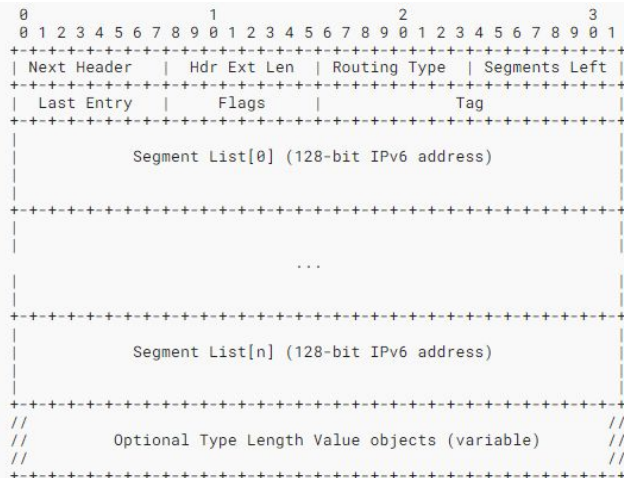 0                   1                   2                   3
0 1 2 3 4 5 6 7 8 9 0 1 2 3 4 5 6 7 8 9 0 1 2 3 4 5 6 7 8 9 0 1
+-+-+-+-+-+-+-+-+-+-+-+-+-+-+-+-+-+-+-+-+-+-+-+-+-+-+-+-+-+-+-+-+
| Next Header   |  Hdr Ext Len  | Routing Type  | Segments Left |
+-+-+-+-+-+-+-+-+-+-+-+-+-+-+-+-+-+-+-+-+-+-+-+-+-+-+-+-+-+-+-+-+
|  Last Entry   |     Flags     |              Tag              |
+-+-+-+-+-+-+-+-+-+-+-+-+-+-+-+-+-+-+-+-+-+-+-+-+-+-+-+-+-+-+-+-+
|            Segment List[0] (128-bit IPv6 address)             |
+-+-+-+-+-+-+-+-+-+-+-+-+-+-+-+-+-+-+-+-+-+-+-+-+-+-+-+-+-+-+-+-+
...
+-+-+-+-+-+-+-+-+-+-+-+-+-+-+-+-+-+-+-+-+-+-+-+-+-+-+-+-+-+-+-+-+
|            Segment List[n] (128-bit IPv6 address)             |
+-+-+-+-+-+-+-+-+-+-+-+-+-+-+-+-+-+-+-+-+-+-+-+-+-+-+-+-+-+-+-+-+
//                                                             //
//         Optional Type Length Value objects (variable)       //
//                                                             //
+-+-+-+-+-+-+-+-+-+-+-+-+-+-+-+-+-+-+-+-+-+-+-+-+-+-+-+-+-+-+-+-+